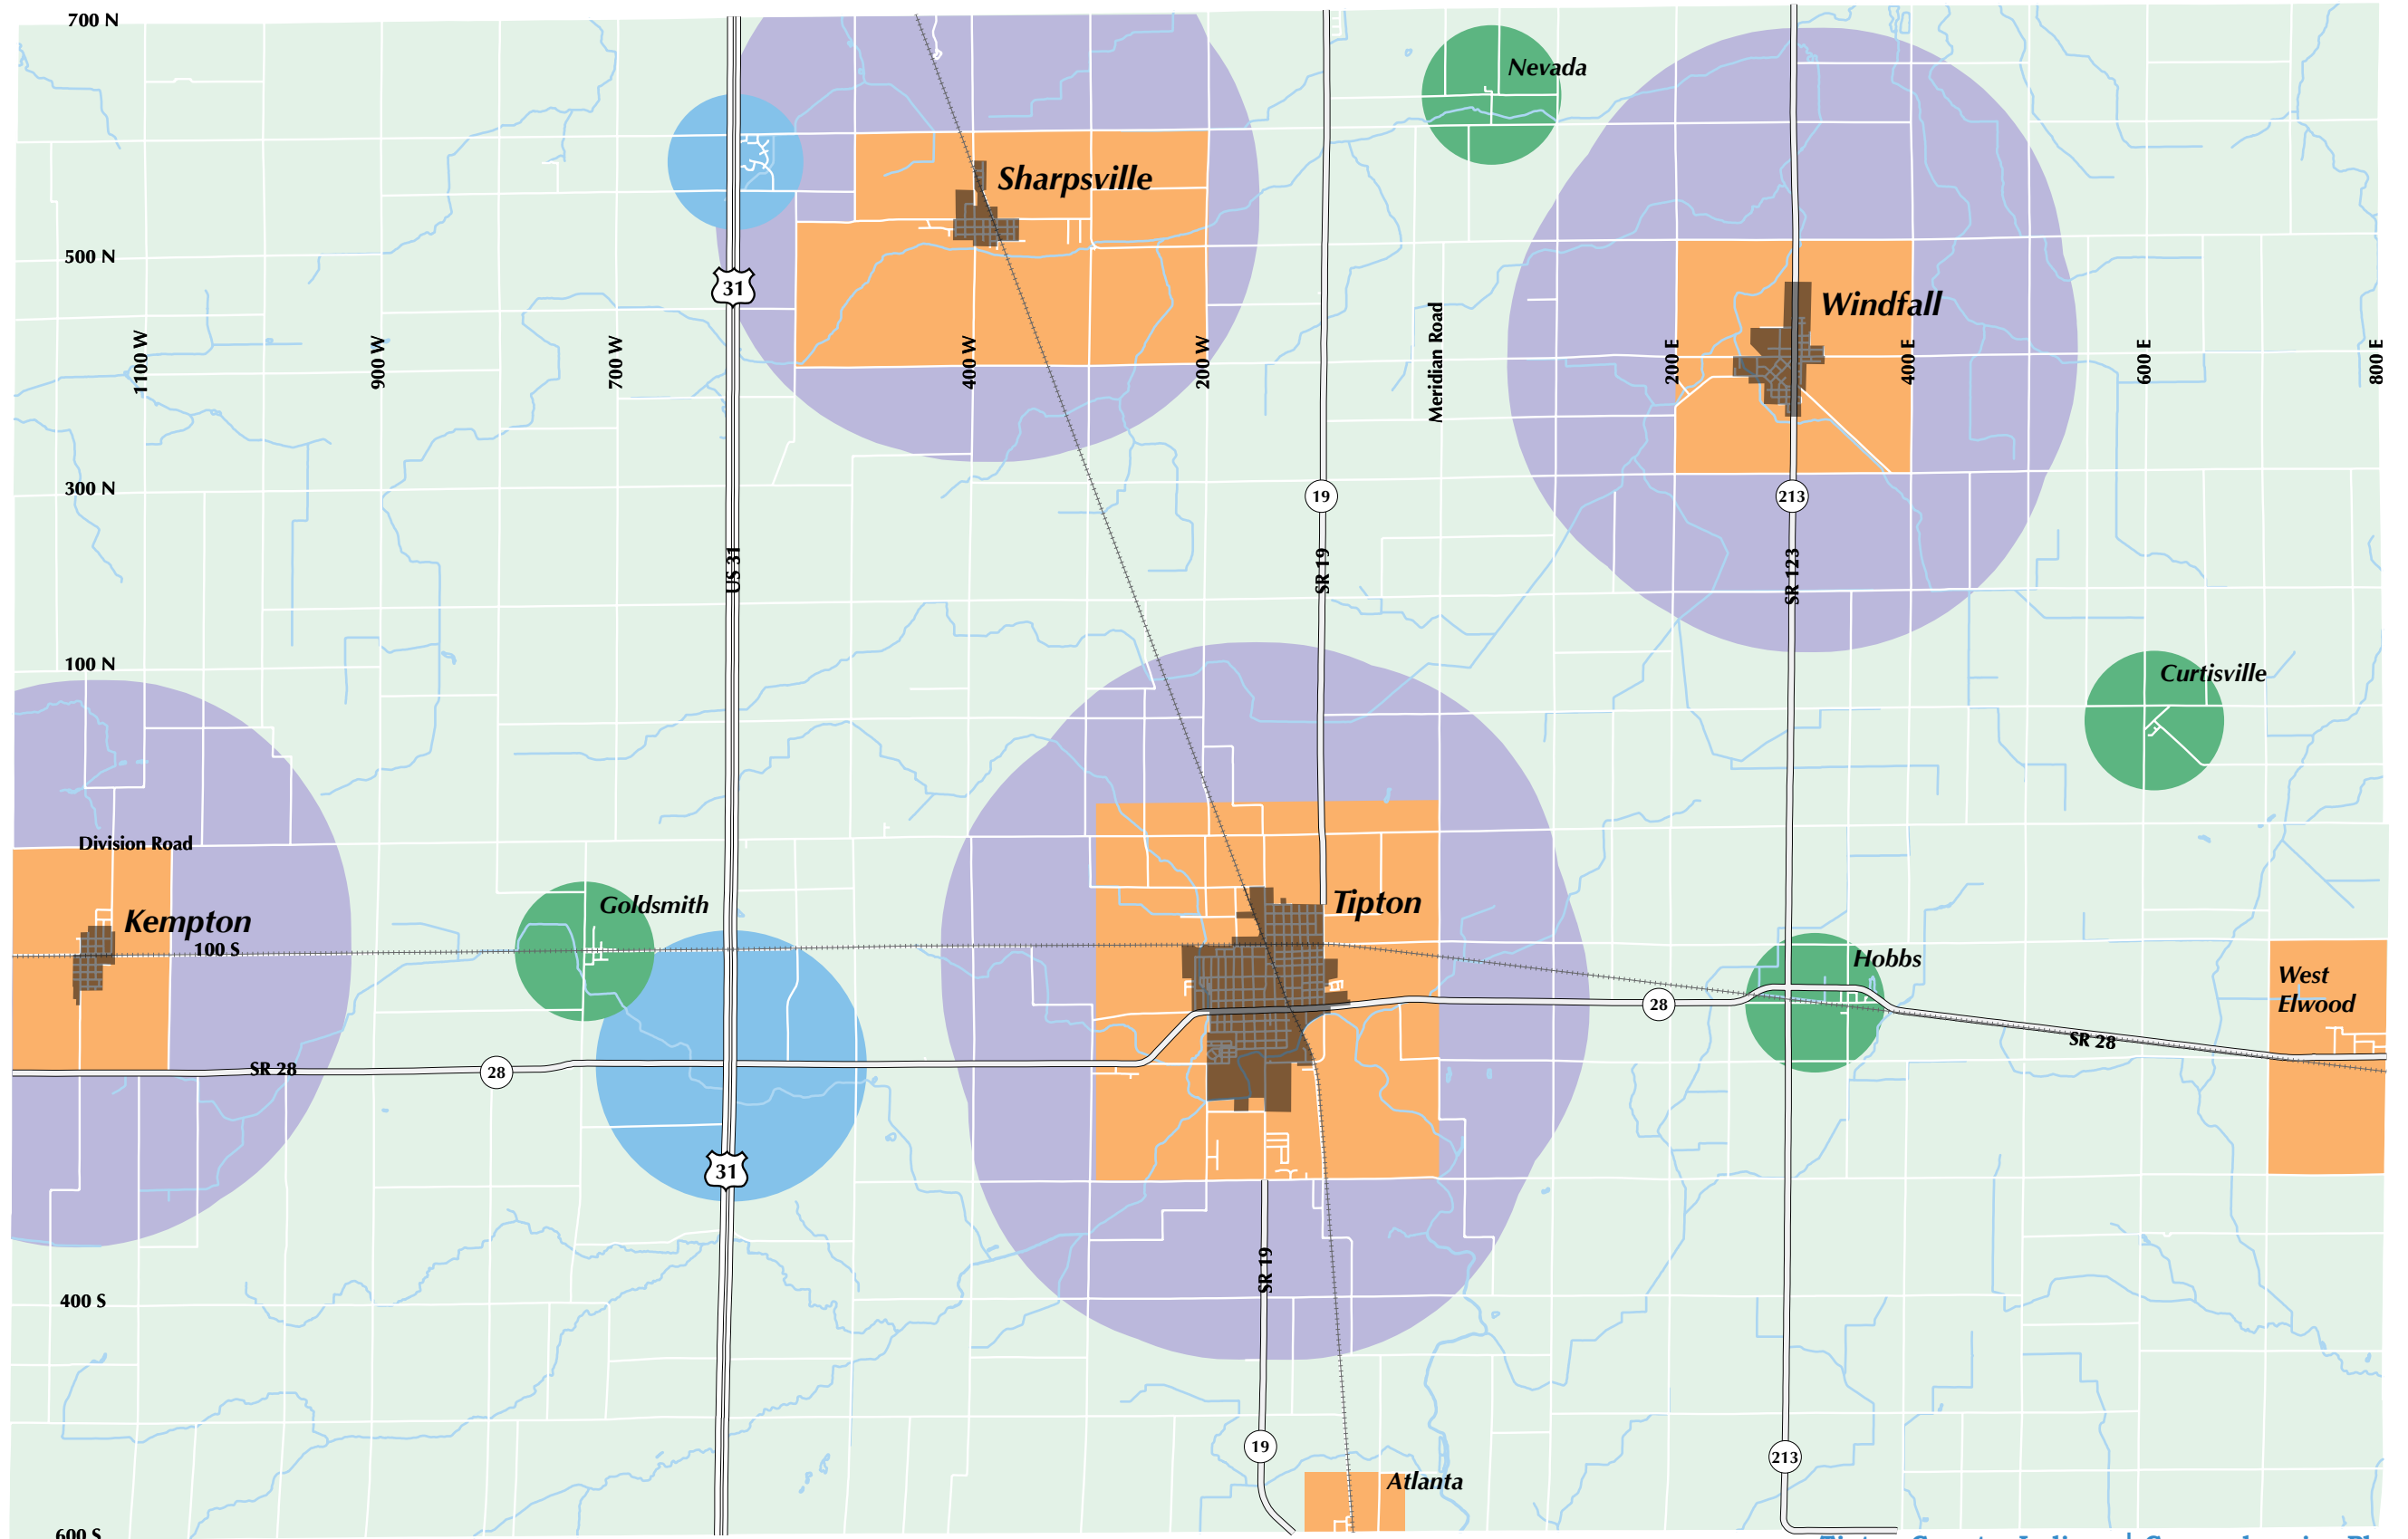 700 N
Nevada
Sharpsville
500 N
31
Windfall
1100 W
900 W
700 W
400 W
200 W
Meridian Road
200 E
400 E
600 E
800 E
300 N
19
213
US 31
SR 19
SR 123
100 N
Curtisville
Division Road
Goldsmith
Tipton
Kempton
100 S
Hobbs
West
Elwood
28
SR 28
SR 28
28
31
SR 19
400 S
19
213
Atlanta
600 S